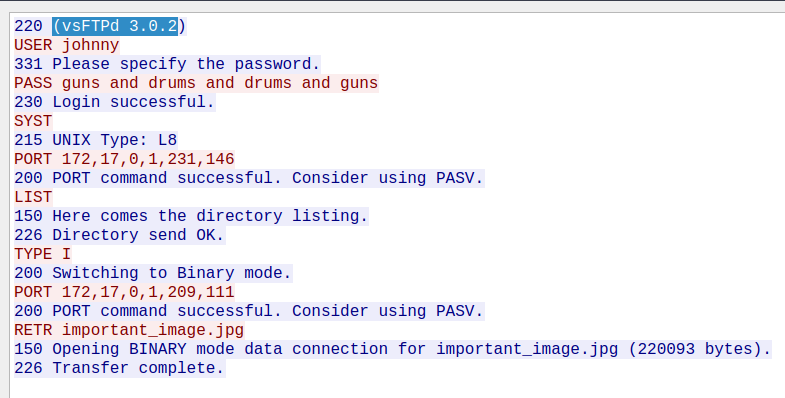 220 (vsFTPd 3.0.2)
USER johnny
331 Please specify the password.
PASS guns and drums and drums and guns
230 Login successful.
SYST
215 UNIX Type: L8
PORT 172,17,0,1,231,146
200 PORT command successful. Consider using PASV.
LIST
150 Here comes the directory listing.
226 Directory send OK.
TYPE I
200 Switching to Binary mode.
PORT 172,17,0,1,209,111
200 PORT command successful. Consider using PASV.
RETR important_image.jpg
150 Opening BINARY mode data connection for important_image.jpg (220093 bytes).
226 Transfer complete.